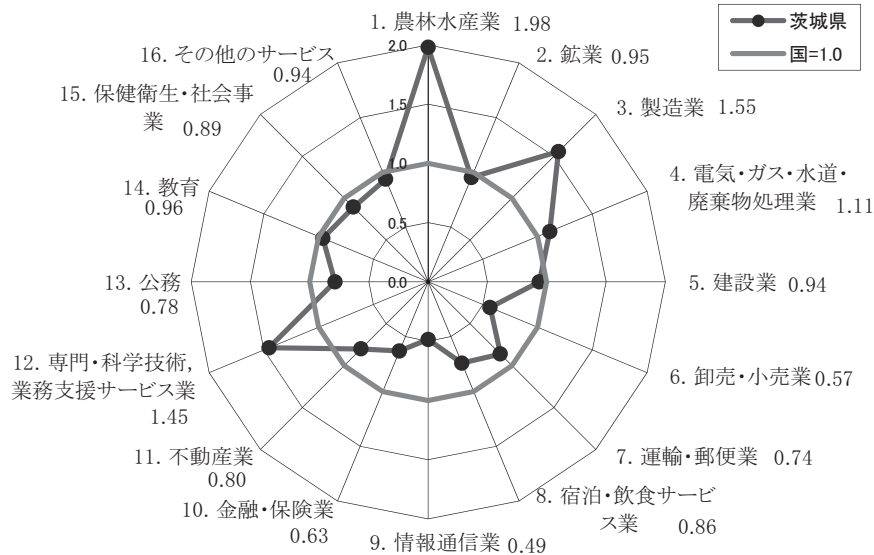 茨城県
国=1.0
1. 農林水産業 1.98
2. 鉱業 0.95
3. 製造業 1.55
4. 電気・ガス・水道・
廃棄物処理業 1.11
5. 建設業 0.94
6. 卸売・小売業 0.57
7. 運輸・郵便業 0.74
8. 宿泊・飲食サービ
ス業 0.86
9. 情報通信業 0.49
10. 金融・保険業
0.63
11. 不動産業
0.80
12. 専門・科学技術,
業務支援サービス業
1.45
13. 公務
0.78
14. 教育
0.96
15. 保健衛生・社会事
業 0.89
16. その他のサービス
0.94
2.0
1.5
1.0
0.5
0.0